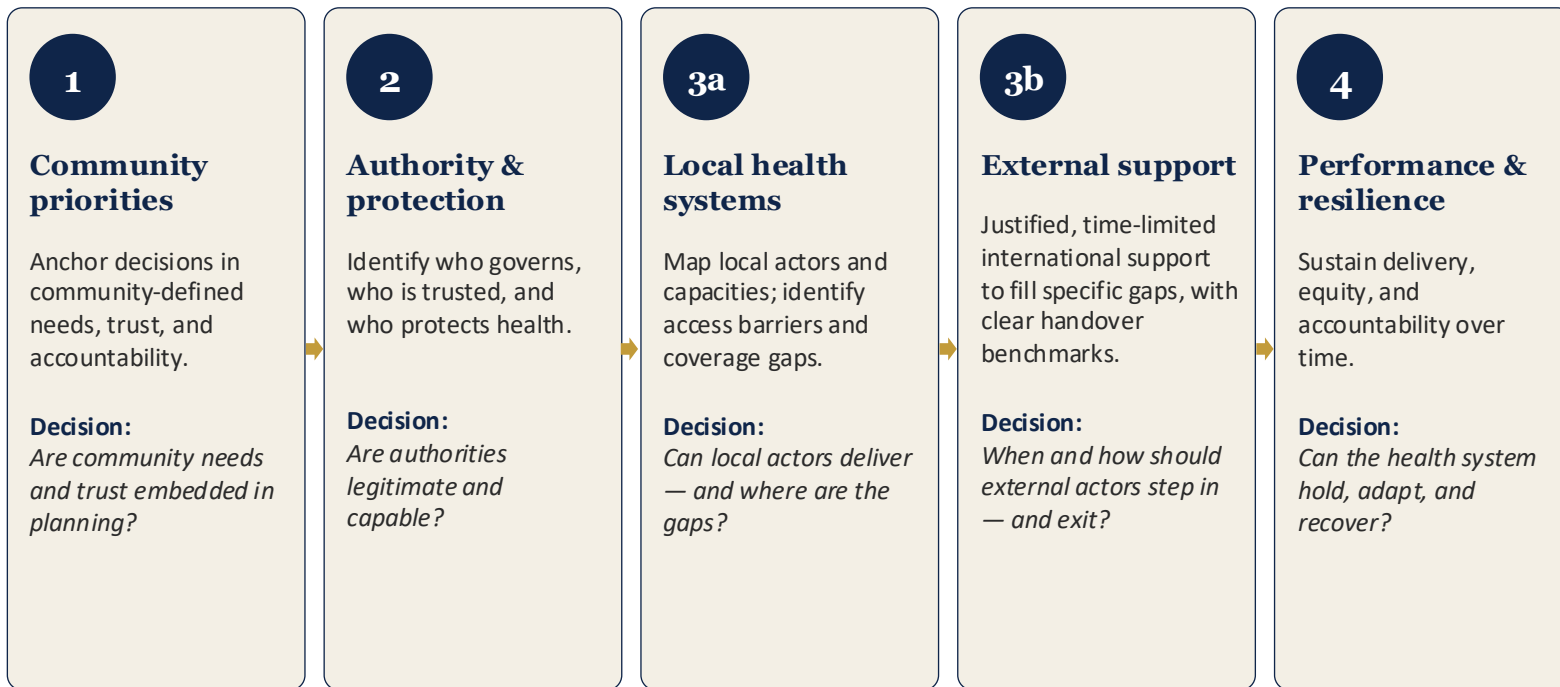 1
Community
priorities
Anchor decisions in
community-defined
needs, trust, and
accountability.
Decision:
Are community needs
and trust embedded in
planning?
2
Authority &
protection
Identify who governs,
who is trusted, and
who protects health.
Decision:
Are authorities
legitimate and
capable?
3a
Local health
systems
Map local actors and
capacities; identify
access barriers and
coverage gaps.
Decision:
Can local actors deliver
— and where are the
gaps?
3b
External support
Justified, time-limited
international support
to fill specific gaps, with
clear handover
benchmarks.
Decision:
When and how should
external actors step in
— and exit?
4
Performance &
resilience
Sustain delivery,
equity, and
accountability over
time.
Decision:
Can the health system
hold, adapt, and
recover?